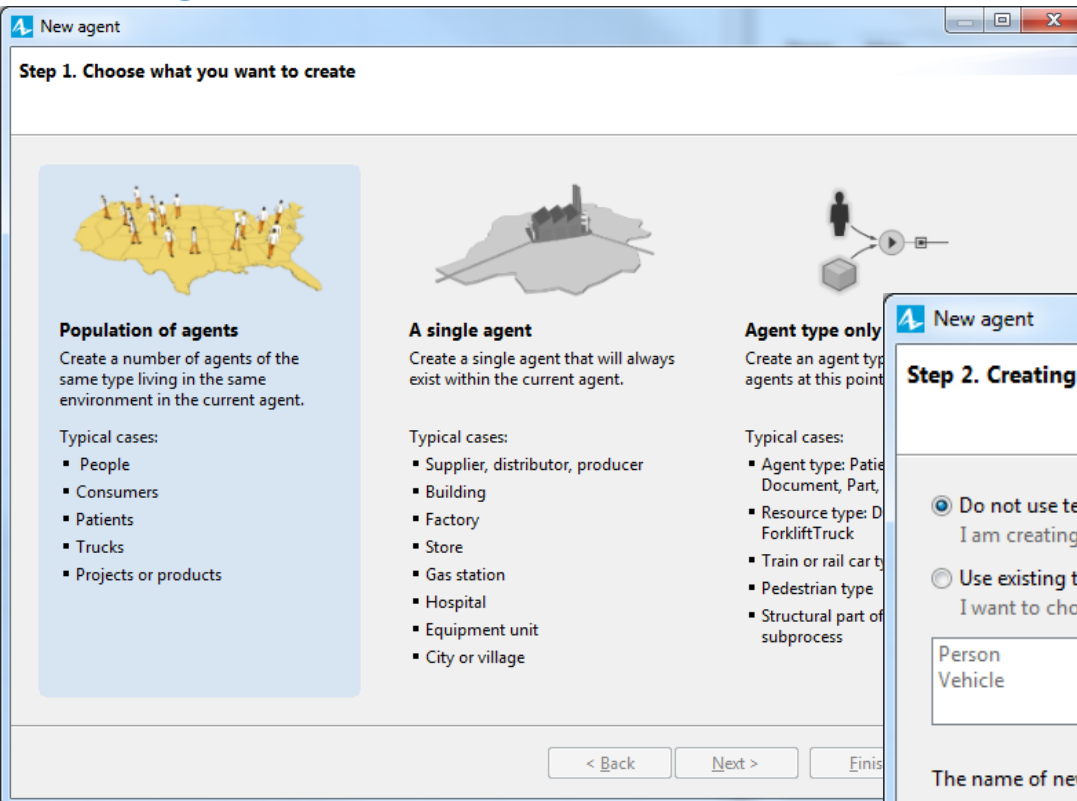 New agent
Step 1. Choose what you want to create
Population of agents
Create a number of agents of the
same type living in the same
environment in the current agent.
Typical cases:
▪ People
▪ Consumers
▪ Patients
▪ Trucks
▪ Projects or products
A single agent
Create a single agent that will always
exist within the current agent.
Typical cases:
▪ Supplier, distributor, producer
▪ Building
▪ Factory
▪ Store
▪ Gas station
▪ Hospital
▪ Equipment unit
▪ City or village
Agent type only
Create an agent typ
agents at this point
Typical cases:
▪ Agent type: Patie
Document, Part,
▪ Resource type: D
ForkliftTruck
▪ Train or rail car ty
▪ Pedestrian type
▪ Structural part of
subprocess
< Back
Next >
Finis
New agent
Step 2. Creating
Do not use te
I am creating
Use existing t
I want to cho
Person
Vehicle
The name of ne